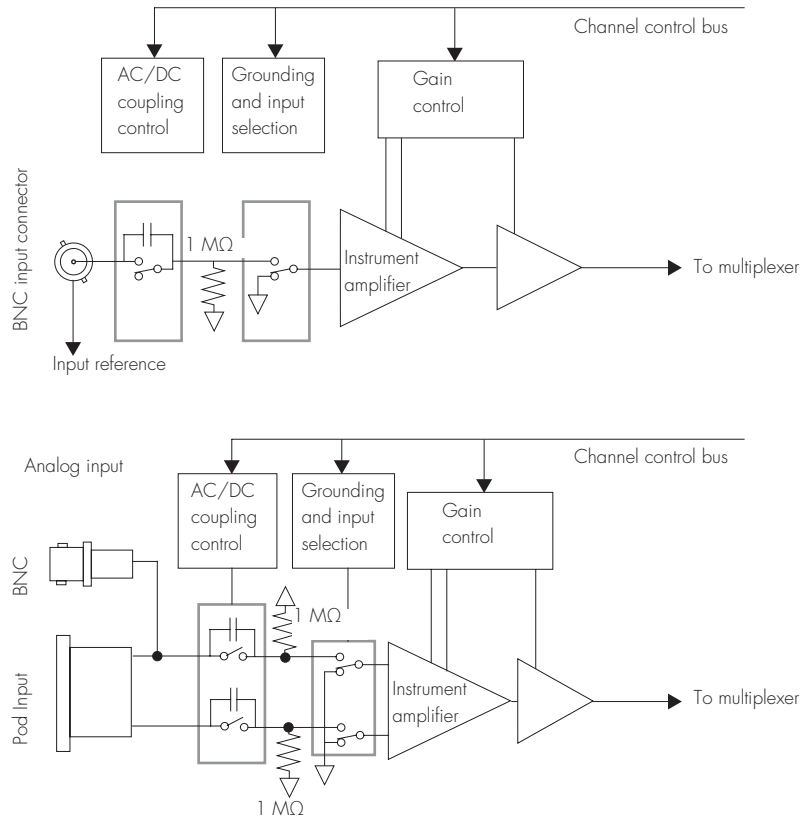 Channel control bus
AC/DC
coupling
control
Grounding
and input
selection
Gain
control
BNC input connector
1 MΩ
Instrument
amplifier
To multiplexer
Input reference
Channel control bus
Analog input
AC/DC
coupling
control
Grounding
and input
selection
Gain
control
BNC
1 MΩ
Pod Input
Instrument
amplifier
To multiplexer
1 MΩ